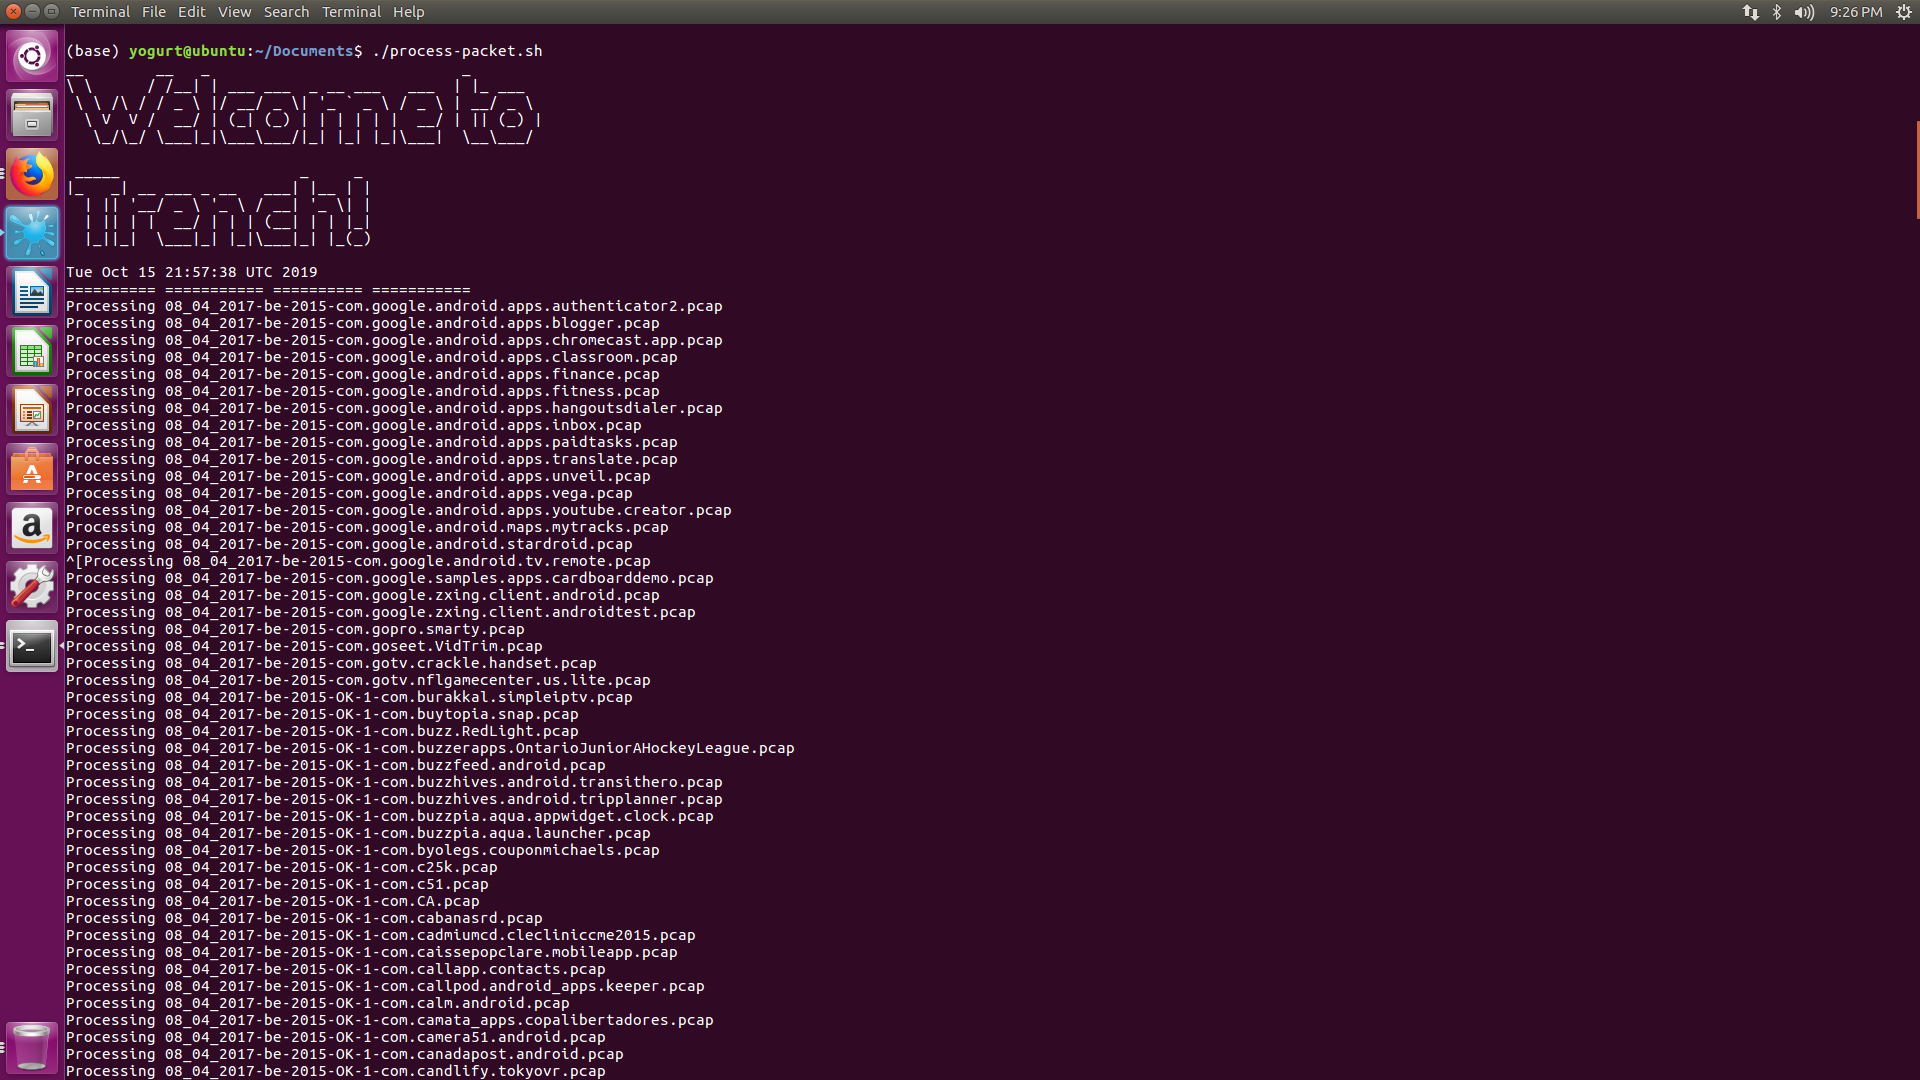 Terminal File Edit View Search Terminal Help 9:26 PM
(base) yogurt@ubuntu:~/Documents$ ./process-packet.sh
Welcome to
Trench!
Tue Oct 15 21:57:38 UTC 2019
========== =========== ========== ===========
Processing 08_04_2017-be-2015-com.google.android.apps.authenticator2.pcap
Processing 08_04_2017-be-2015-com.google.android.apps.blogger.pcap
Processing 08_04_2017-be-2015-com.google.android.apps.chromecast.app.pcap
Processing 08_04_2017-be-2015-com.google.android.apps.classroom.pcap
Processing 08_04_2017-be-2015-com.google.android.apps.finance.pcap
Processing 08_04_2017-be-2015-com.google.android.apps.fitness.pcap
Processing 08_04_2017-be-2015-com.google.android.apps.hangoutsdialer.pcap
Processing 08_04_2017-be-2015-com.google.android.apps.inbox.pcap
Processing 08_04_2017-be-2015-com.google.android.apps.paidtasks.pcap
Processing 08_04_2017-be-2015-com.google.android.apps.translate.pcap
Processing 08_04_2017-be-2015-com.google.android.apps.unveil.pcap
Processing 08_04_2017-be-2015-com.google.android.apps.vega.pcap
Processing 08_04_2017-be-2015-com.google.android.apps.youtube.creator.pcap
Processing 08_04_2017-be-2015-com.google.android.maps.mytracks.pcap
Processing 08_04_2017-be-2015-com.google.android.stardroid.pcap
^[Processing 08_04_2017-be-2015-com.google.android.tv.remote.pcap
Processing 08_04_2017-be-2015-com.google.samples.apps.cardboarddemo.pcap
Processing 08_04_2017-be-2015-com.google.zxing.client.android.pcap
Processing 08_04_2017-be-2015-com.google.zxing.client.androidtest.pcap
Processing 08_04_2017-be-2015-com.gopro.smarty.pcap
Processing 08_04_2017-be-2015-com.goseet.VidTrim.pcap
Processing 08_04_2017-be-2015-com.gotv.crackle.handset.pcap
Processing 08_04_2017-be-2015-com.gotv.nflgamecenter.us.lite.pcap
Processing 08_04_2017-be-2015-OK-1-com.burakkal.simpleiptv.pcap
Processing 08_04_2017-be-2015-OK-1-com.buytopia.snap.pcap
Processing 08_04_2017-be-2015-OK-1-com.buzz.RedLight.pcap
Processing 08_04_2017-be-2015-OK-1-com.buzzerapps.OntarioJuniorAHockeyLeague.pcap
Processing 08_04_2017-be-2015-OK-1-com.buzzfeed.android.pcap
Processing 08_04_2017-be-2015-OK-1-com.buzzhives.android.transithero.pcap
Processing 08_04_2017-be-2015-OK-1-com.buzzhives.android.tripplanner.pcap
Processing 08_04_2017-be-2015-OK-1-com.buzzpia.aqua.appwidget.clock.pcap
Processing 08_04_2017-be-2015-OK-1-com.buzzpia.aqua.launcher.pcap
Processing 08_04_2017-be-2015-OK-1-com.byolegs.couponmichaels.pcap
Processing 08_04_2017-be-2015-OK-1-com.c25k.pcap
Processing 08_04_2017-be-2015-OK-1-com.c51.pcap
Processing 08_04_2017-be-2015-OK-1-com.CA.pcap
Processing 08_04_2017-be-2015-OK-1-com.cabanasrd.pcap
Processing 08_04_2017-be-2015-OK-1-com.cadmiumcd.clecliniccme2015.pcap
Processing 08_04_2017-be-2015-OK-1-com.caissepopclare.mobileapp.pcap
Processing 08_04_2017-be-2015-OK-1-com.callapp.contacts.pcap
Processing 08_04_2017-be-2015-OK-1-com.callpod.android_apps.keeper.pcap
Processing 08_04_2017-be-2015-OK-1-com.calm.android.pcap
Processing 08_04_2017-be-2015-OK-1-com.camata_apps.copalibertadores.pcap
Processing 08_04_2017-be-2015-OK-1-com.camera51.android.pcap
Processing 08_04_2017-be-2015-OK-1-com.canadapost.android.pcap
Processing 08_04_2017-be-2015-OK-1-com.candlify.tokyovr.pcap